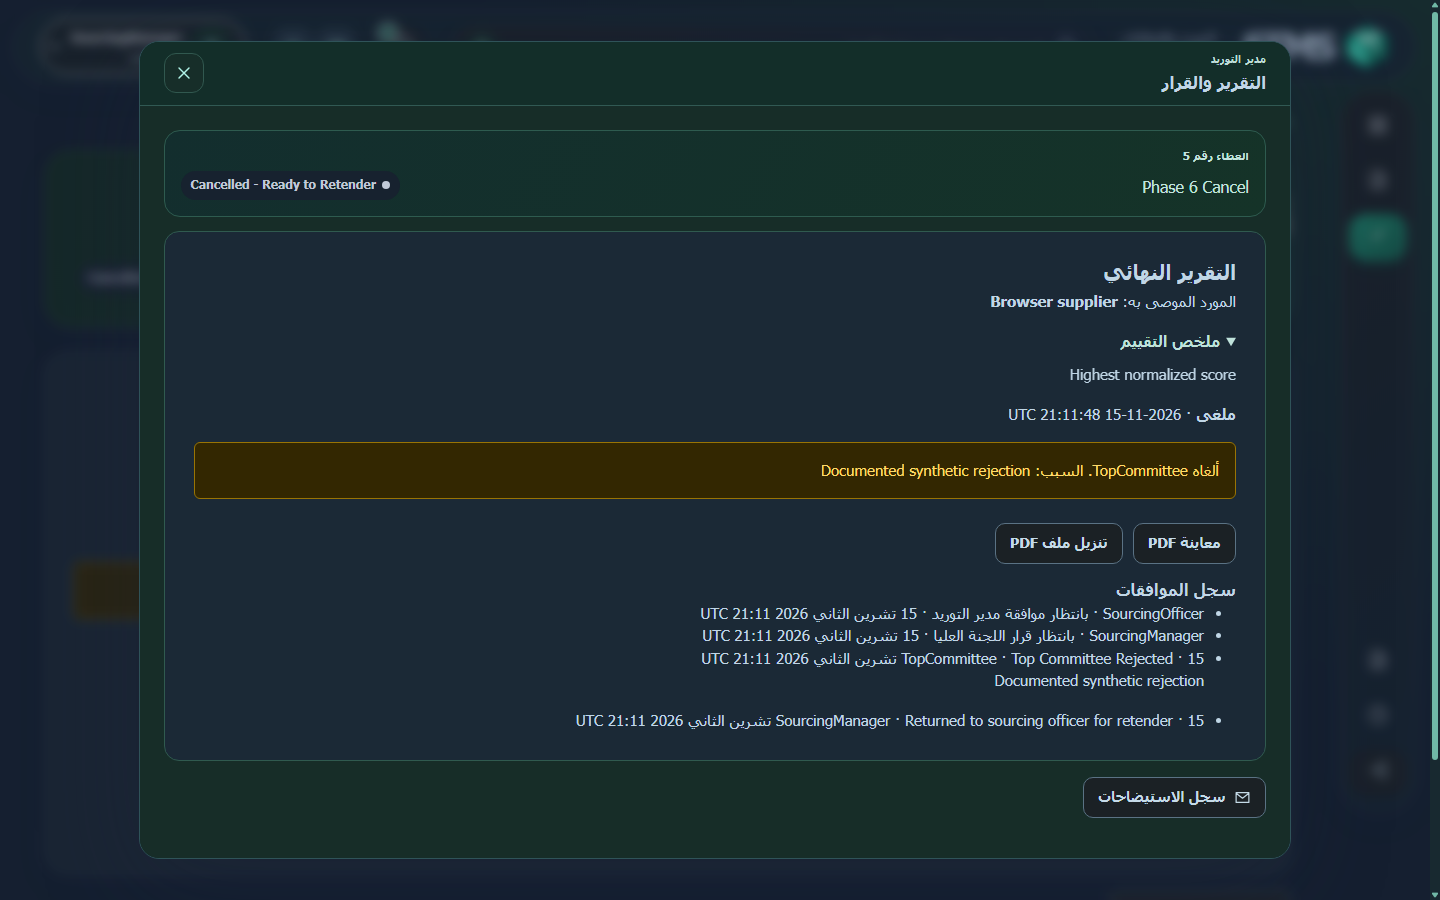 مدير التوريد
التقرير والقرار
العطاء رقم 5
Phase 6 Cancel
Cancelled - Ready to Retender
التقرير النهائي
المورد الموصى به: Browser supplier
▼ ملخص التقييم
Highest normalized score
ملغى · 2026-11-15 21:11:48 UTC
ألغاه TopCommittee. السبب: Documented synthetic rejection
معاينة PDF
تنزيل ملف PDF
سجل الموافقات
SourcingOfficer · بانتظار موافقة مدير التوريد · 15 تشرين الثاني 2026 21:11 UTC
SourcingManager · بانتظار قرار اللجنة العليا · 15 تشرين الثاني 2026 21:11 UTC
TopCommittee · Top Committee Rejected · 15 تشرين الثاني 2026 21:11 UTC
Documented synthetic rejection
SourcingManager · Returned to sourcing officer for retender · 15 تشرين الثاني 2026 21:11 UTC
سجل الاستيضاحات